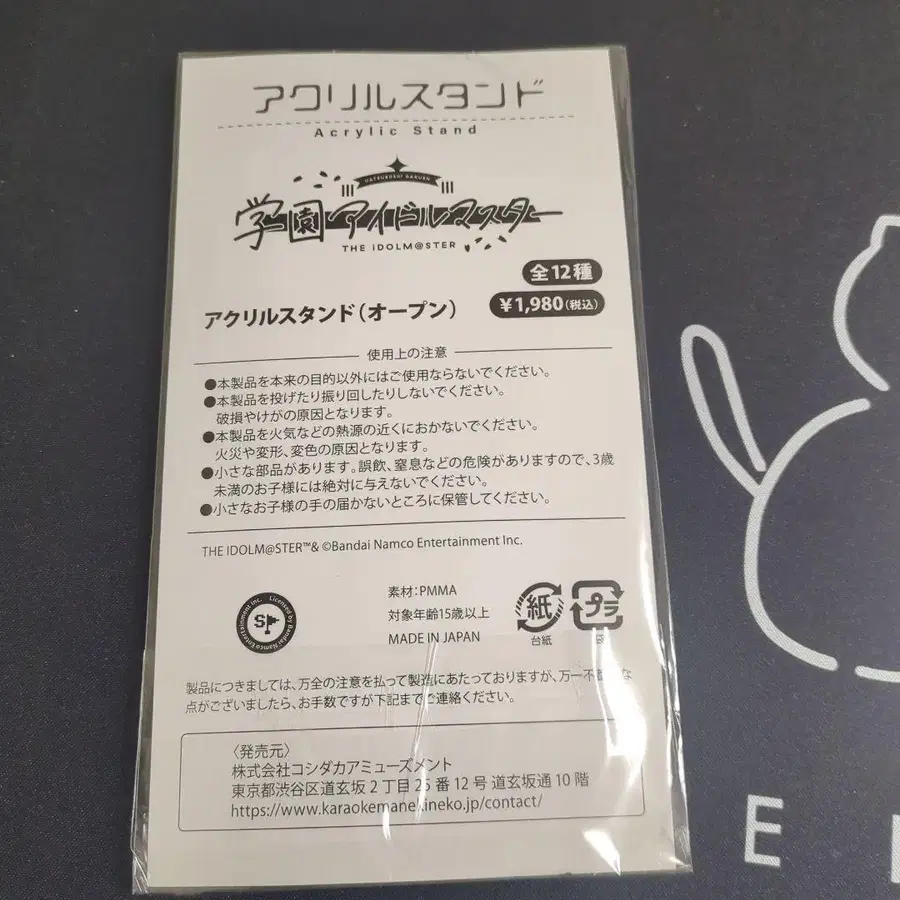 アクリルスタンド
Acrylic Stand
HATSUBOSHI GAKUEN
学園アイドルマスター
THE IDOLM@STER
全12種
アクリルスタンド(オープン)
¥1,980(税込)
使用上の注意
●本製品を本来の目的以外にはご使用ならないでください。
●本製品を投げたり振り回したりしないでください。
破損やけがの原因となります。
●本製品を火気などの熱源の近くにおかないでください。
火災や変形、変色の原因となります。
●小さな部品があります。誤飲、窒息などの危険がありますので、3歳
未満のお子様には絶対に与えないでください。
●小さなお子様の手の届かないところに保管してください。
THE IDOLM@STER™& ©Bandai Namco Entertainment Inc.
Licensed by Bandai Namco Entertainment Inc.
S
素材:PMMA
対象年齢15歳以上
MADE IN JAPAN
紙
台紙
プラ
製品につきましては、万全の注意を払って製造にあたっておりますが、万一不
な
点がございましたら、お手数ですが下記までご連絡ください。
〈発売元〉
株式会社コシダカアミューズメント
東京都渋谷区道玄坂2丁目25番12号 道玄坂通10階
https://www.karaokemanekineko.jp/contact/
E